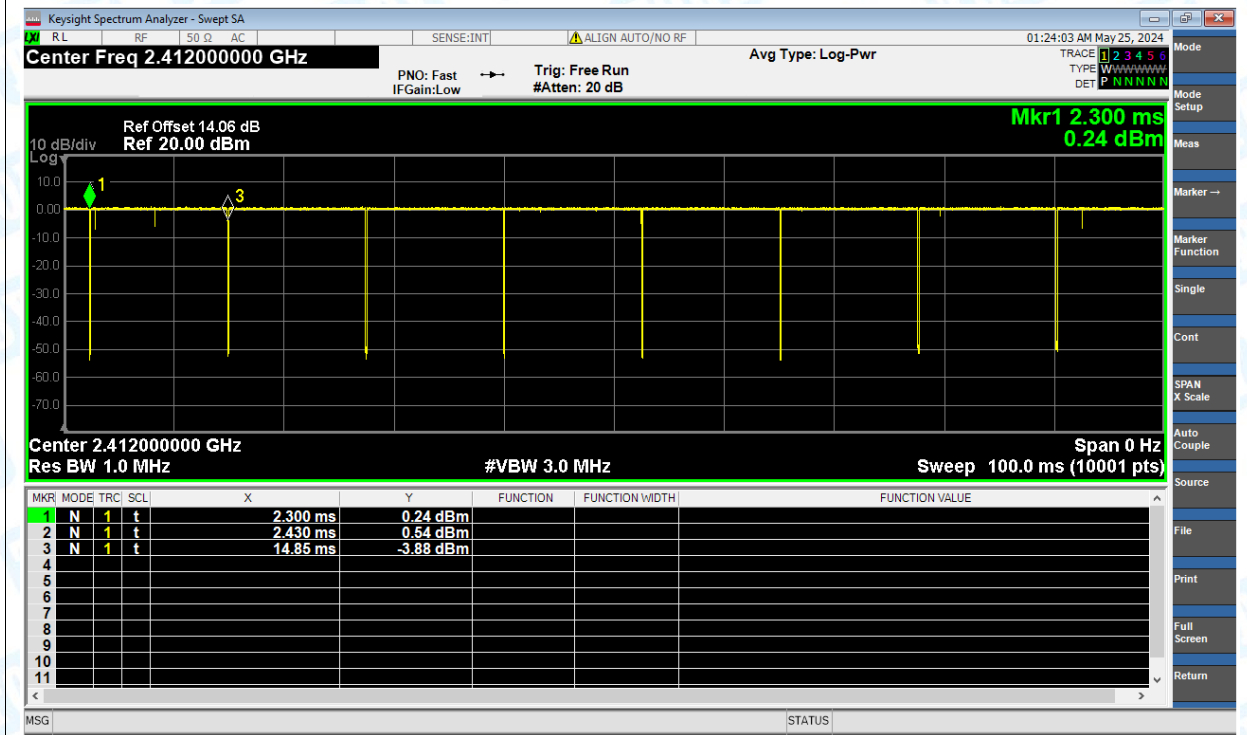 Keysight Spectrum Analyzer - Swept SA
LXI RL RF 50 Ω AC SENSE:INT ALIGN AUTO/NO RF 01:24:03 AM May 25, 2024
Center Freq 2.412000000 GHz
PNO: Fast
IFGain:Low
Trig: Free Run
#Atten: 20 dB
Avg Type: Log-Pwr
TRACE 1 2 3 4 5 6
TYPE WWWWWW
DET P N N N N N
Mkr1 2.300 ms
0.24 dBm
Ref Offset 14.06 dB
10 dB/div Ref 20.00 dBm
Log
10.0
0.00
-10.0
-20.0
-30.0
-40.0
-50.0
-60.0
-70.0
1
3
Center 2.412000000 GHz Span 0 Hz
Res BW 1.0 MHz #VBW 3.0 MHz Sweep 100.0 ms (10001 pts)
MKR MODE TRC SCL X Y FUNCTION FUNCTION WIDTH FUNCTION VALUE
1 N 1 t 2.300 ms 0.24 dBm
2 N 1 t 2.430 ms 0.54 dBm
3 N 1 t 14.85 ms -3.88 dBm
4
5
6
7
8
9
10
11
MSG STATUS
Mode
Mode
Setup
Meas
Marker →
Marker
Function
Single
Cont
SPAN
X Scale
Auto
Couple
Source
File
Print
Full
Screen
Return